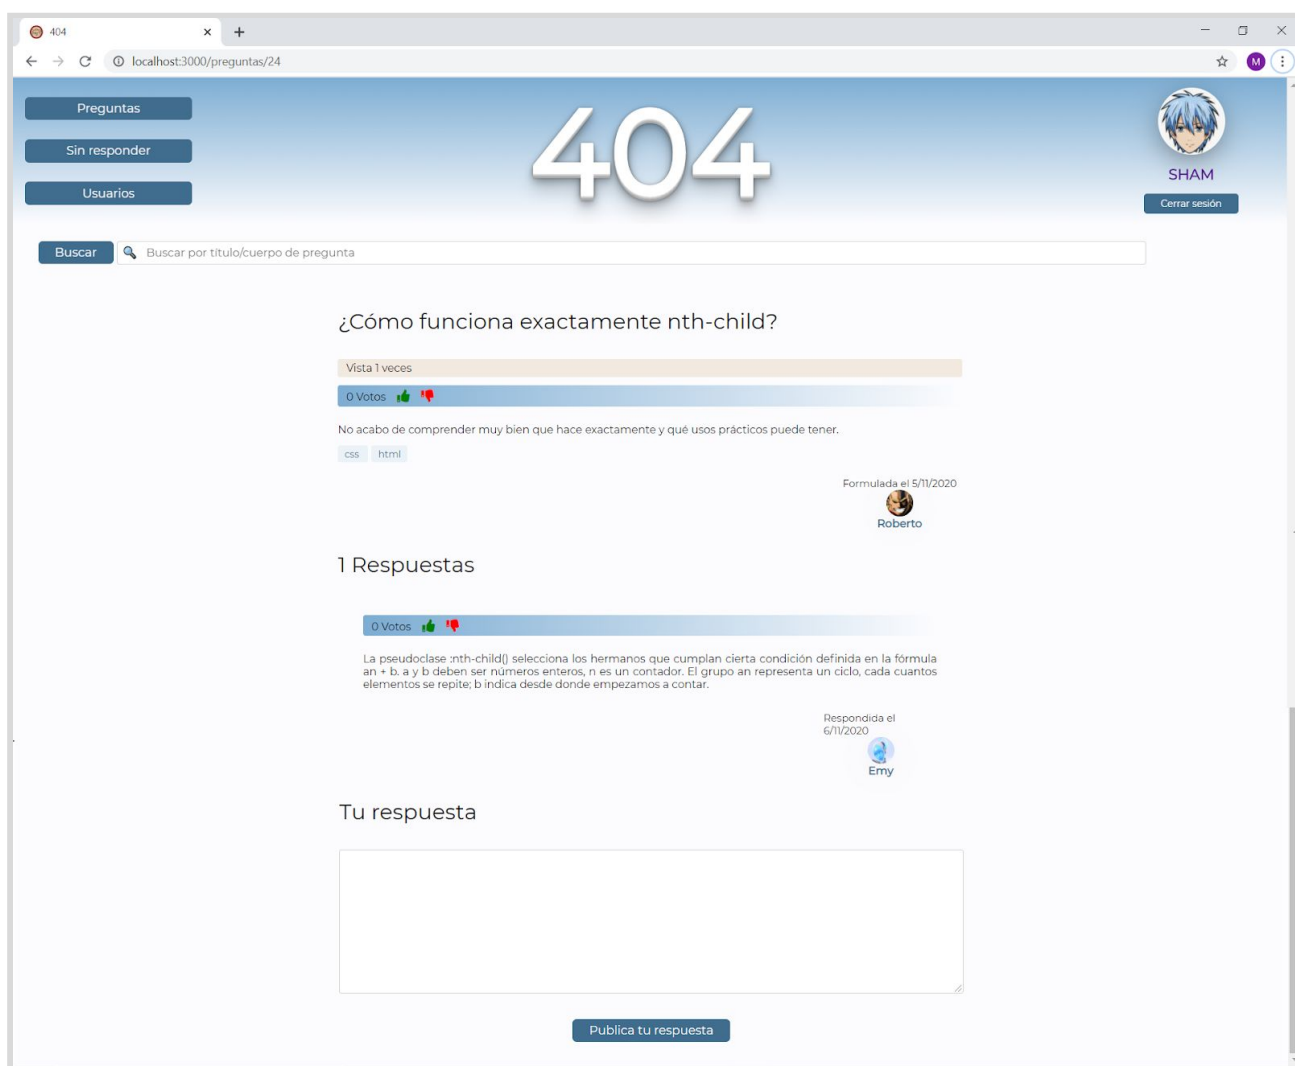 404
localhost:3000/preguntas/24
M
Preguntas
Sin responder
Usuarios
404
SHAM
Cerrar sesión
Buscar
Buscar por título/cuerpo de pregunta
¿Cómo funciona exactamente nth-child?
Vista 1 veces
0 Votos
No acabo de comprender muy bien que hace exactamente y qué usos prácticos puede tener.
css html
Formulada el 5/11/2020
Roberto
1 Respuestas
0 Votos
La pseudoclase :nth-child() selecciona los hermanos que cumplan cierta condición definida en la fórmula
an + b. a y b deben ser números enteros, n es un contador. El grupo an representa un ciclo, cada cuantos
elementos se repite; b indica desde donde empezamos a contar.
Respondida el
6/11/2020
Emy
Tu respuesta
Publica tu respuesta